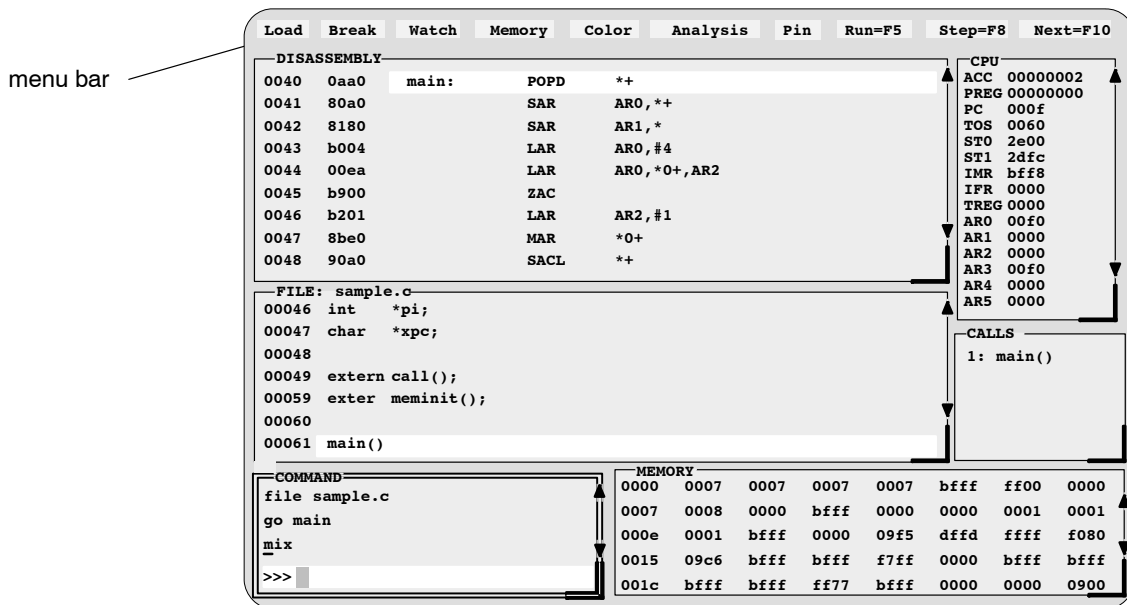 Load Break Watch Memory Color Analysis Pin Run=F5 Step=F8 Next=F10
menu bar
DISASSEMBLY
0040 0aa0 main: POPD *+
0041 80a0 SAR AR0,*+
0042 8180 SAR AR1,*
0043 b004 LAR AR0,#4
0044 00ea LAR AR0,*0+,AR2
0045 b900 ZAC
0046 b201 LAR AR2,#1
0047 8be0 MAR *0+
0048 90a0 SACL *+
CPU
ACC 00000002
PREG 00000000
PC 000f
TOS 0060
ST0 2e00
ST1 2dfc
IMR bff8
IFR 0000
TREG 0000
AR0 00f0
AR1 0000
AR2 0000
AR3 00f0
AR4 0000
AR5 0000
FILE: sample.c
00046 int *pi;
00047 char *xpc;
00048
00049 extern call();
00059 exter meminit();
00060
00061 main()
CALLS
1: main()
COMMAND
file sample.c
go main
mix
>>>
MEMORY
0000 0007 0007 0007 0007 bfff ff00 0000
0007 0008 0000 bfff 0000 0000 0001 0001
000e 0001 bfff 0000 09f5 dffd ffff f080
0015 09c6 bfff bfff f7ff 0000 bfff bfff
001c bfff bfff ff77 bfff 0000 0000 0900